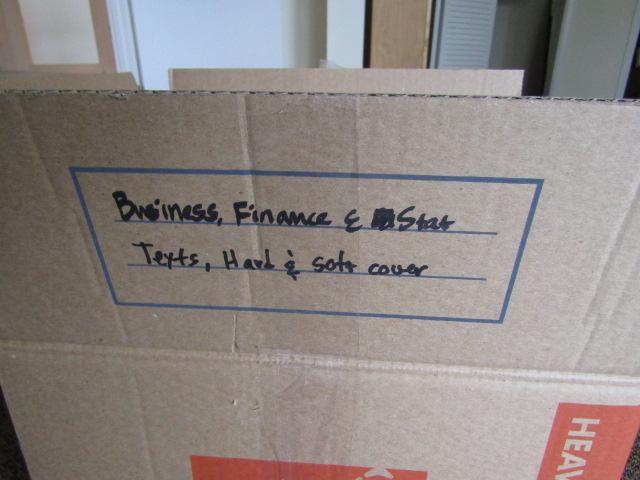 Business, Finance & Stat
Texts, Hard & soft cover
HEAV